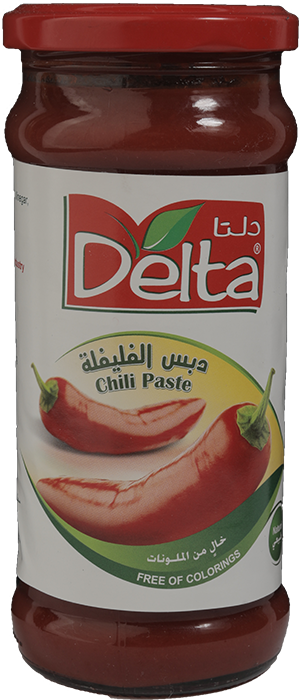 دلتا
Delta®
دبس الفليفلة
Chili Paste
خالٍ من الملونات
FREE OF COLORINGS